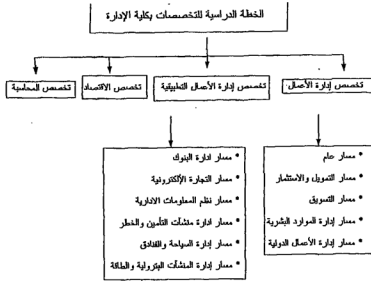 الخطة الدراسية للتخصصات بكلية الإدارة
تخصص إدارة الأعمال
تخصص إدارة الأعمال التطبيقية
تخصص الاقتصاد
تخصص المحاسبة
• مسار عام
• مسار التمويل والاستثمار
• مسار التسويق
• مسار إدارة الموارد البشرية
• مسار إدارة الأعمال الدولية
• مسار ادارة البنوك
• مسار التجارة الإلكترونية
• مسار نظم المعلومات الادارية
• مسار ادارة منشآت التأمين والخطر
• مسار إدارة السياحة والفنادق
• مسار إدارة المنشآت البترولية والطاقة